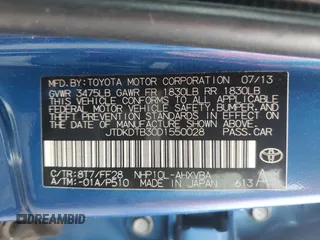 MFD.BY:TOYOTA MOTOR CORPORATION 07/13
GVWR 3475LB GAWR FR 1830LB RR 1830LB
THIS VEHICLE CONFORMS TO ALL APPLICABLE
FEDERAL MOTOR VEHICLE SAFETY, BUMPER, AND
THEFT PREVENTION STANDARDS IN EFFECT ON
THE DATE OF MANUFACTURE SHOWN ABOVE.
JTDKDTB30D1550028 PASS.CAR
TOYOTA
C/TR: 8T7/FF28 NHP10L-AHXVBA
A/TM: -01A/P510 MADE IN JAPAN 613
DREAMBID